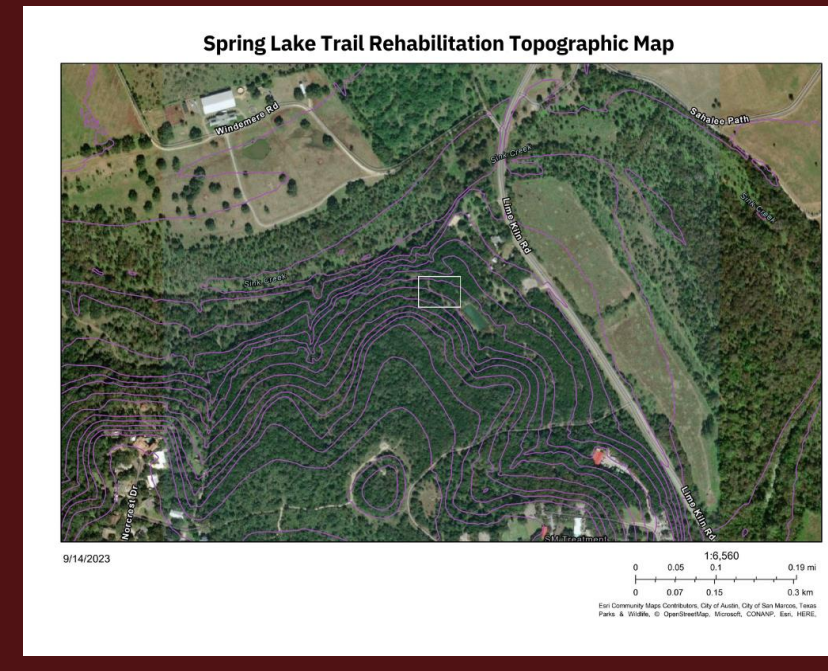 Spring Lake Trail Rehabilitation Topographic Map
Windemere Rd
Sahalee Path
Sink Creek
Sink Creek
Lime Kiln Rd
Sink Creek
Norcrest Dr
Lime Kiln Rd
SM Treatment
9/14/2023
1:6,560
0 0.05 0.1 0.19 mi
0 0.07 0.15 0.3 km
Esri Community Maps Contributors, City of Austin, City of San Marcos, Texas
Parks & Wildlife, © OpenStreetMap, Microsoft, CONANP, Esri, HERE,